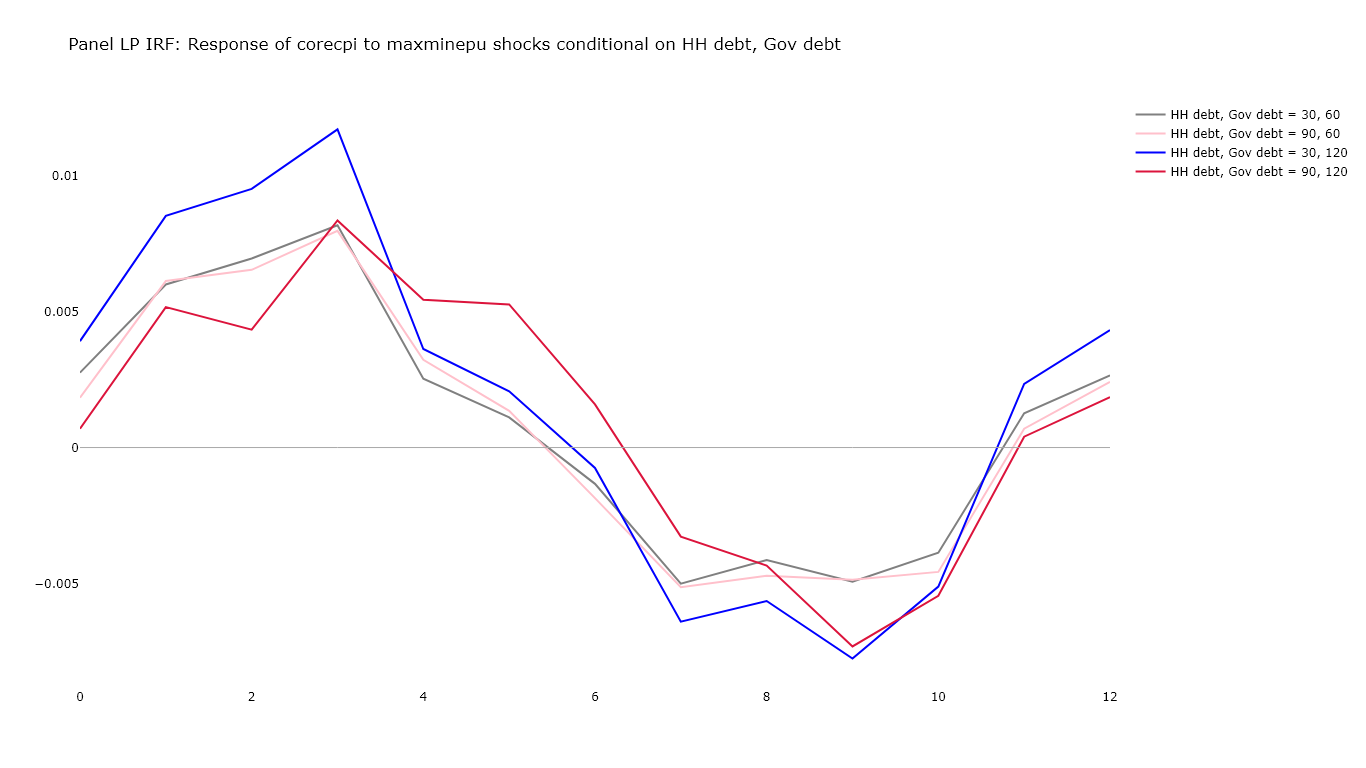 Panel LP IRF: Response of corecpi to maxminepu shocks conditional on HH debt, Gov debt
HH debt, Gov debt = 30, 60
HH debt, Gov debt = 90, 60
HH debt, Gov debt = 30, 120
HH debt, Gov debt = 90, 120
0.01
0.005
0
−0.005
0 2 4 6 8 10 12